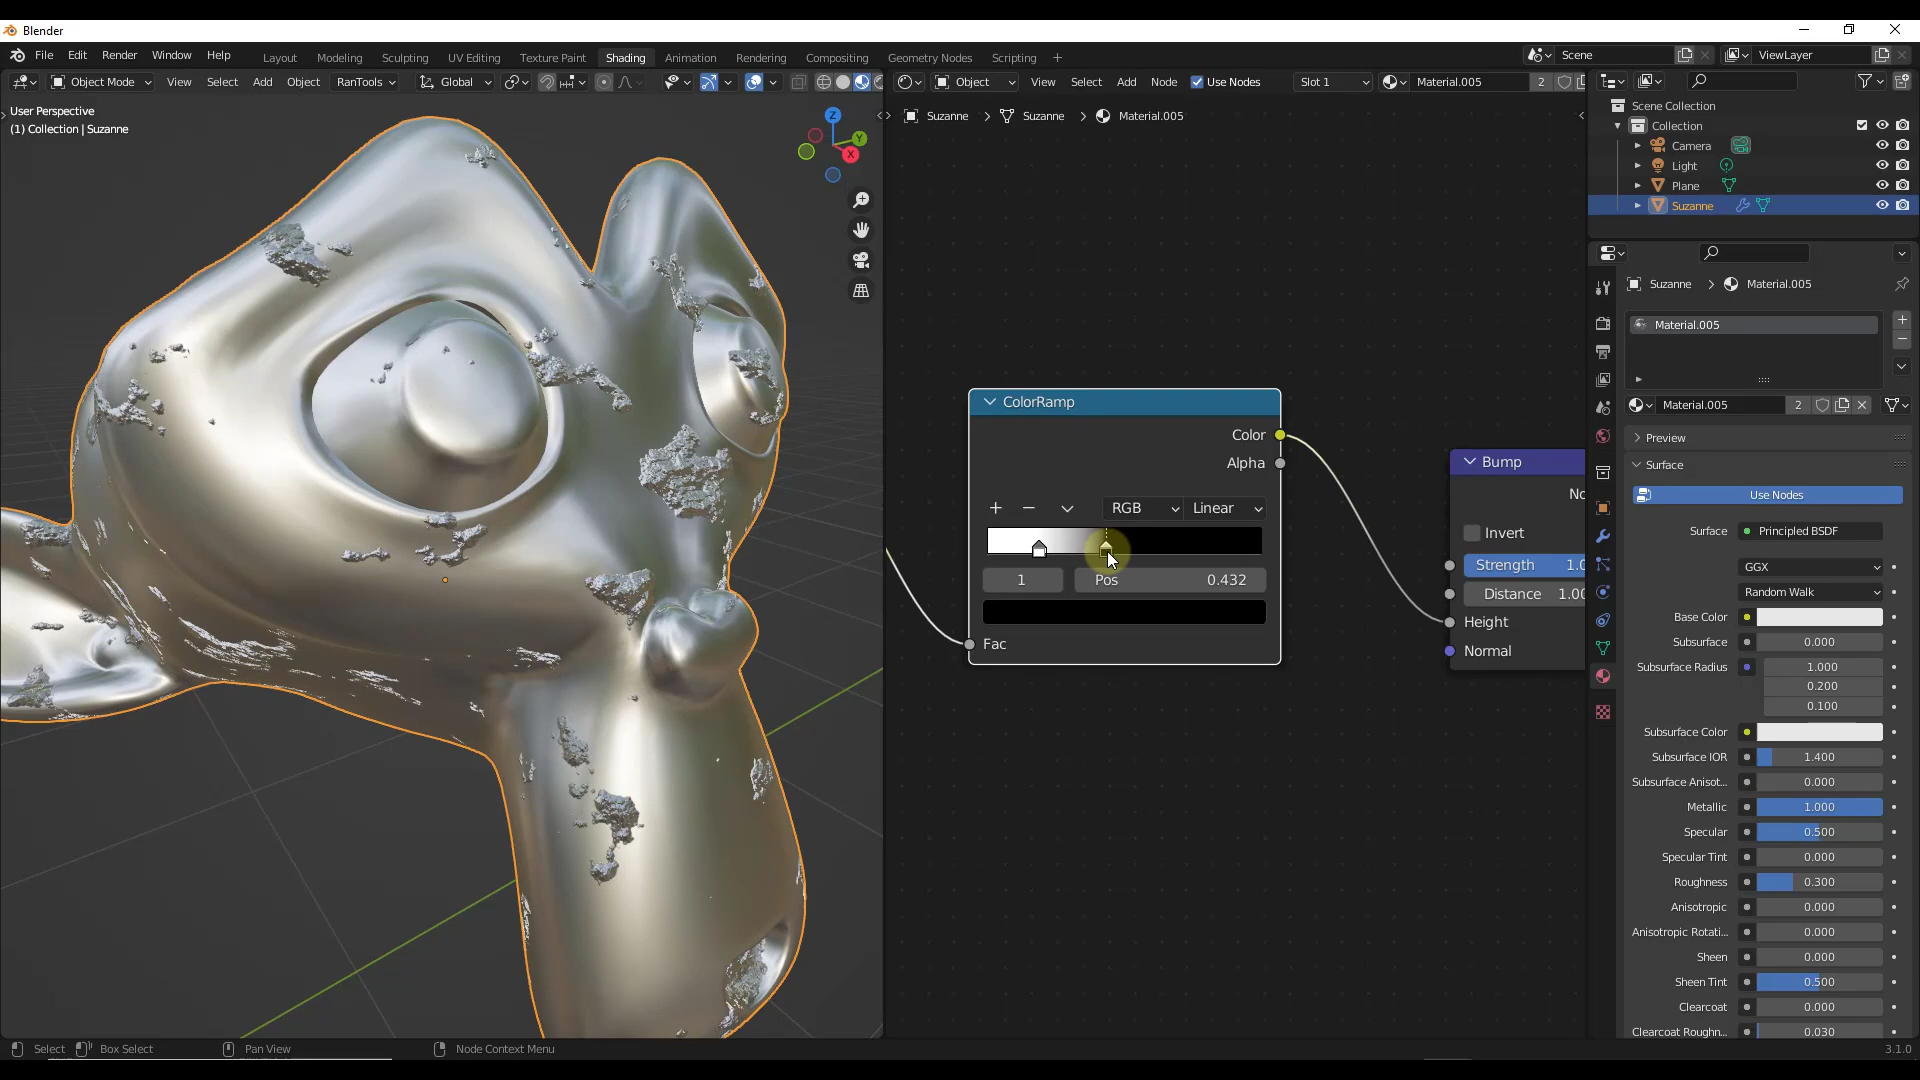 Blender
File Edit Render Window Help
Layout Modeling Sculpting UV Editing Texture Paint Shading Animation Rendering Compositing Geometry Nodes Scripting +
Scene
ViewLayer
Object Mode View Select Add Object RanTools Global
Object View Select Add Node Use Nodes Slot 1 Material.005 2
User Perspective
(1) Collection | Suzanne
Z
Y
X
Suzanne > Suzanne > Material.005
ColorRamp
Color
Alpha
+ − RGB Linear
1 Pos 0.432
Fac
Bump
No
Invert
Strength 1.0
Distance 1.00
Height
Normal
Scene Collection
Collection
Camera
Light
Plane
Suzanne
Suzanne > Material.005
Material.005
Material.005 2
Preview
Surface
Use Nodes
Surface Principled BSDF
GGX
Random Walk
Base Color
Subsurface 0.000
Subsurface Radius 1.000
0.200
0.100
Subsurface Color
Subsurface IOR 1.400
Subsurface Anisot... 0.000
Metallic 1.000
Specular 0.500
Specular Tint 0.000
Roughness 0.300
Anisotropic 0.000
Anisotropic Rotati... 0.000
Sheen 0.000
Sheen Tint 0.500
Clearcoat 0.000
Clearcoat Roughn... 0.030
Select Box Select Pan View Node Context Menu 3.1.0